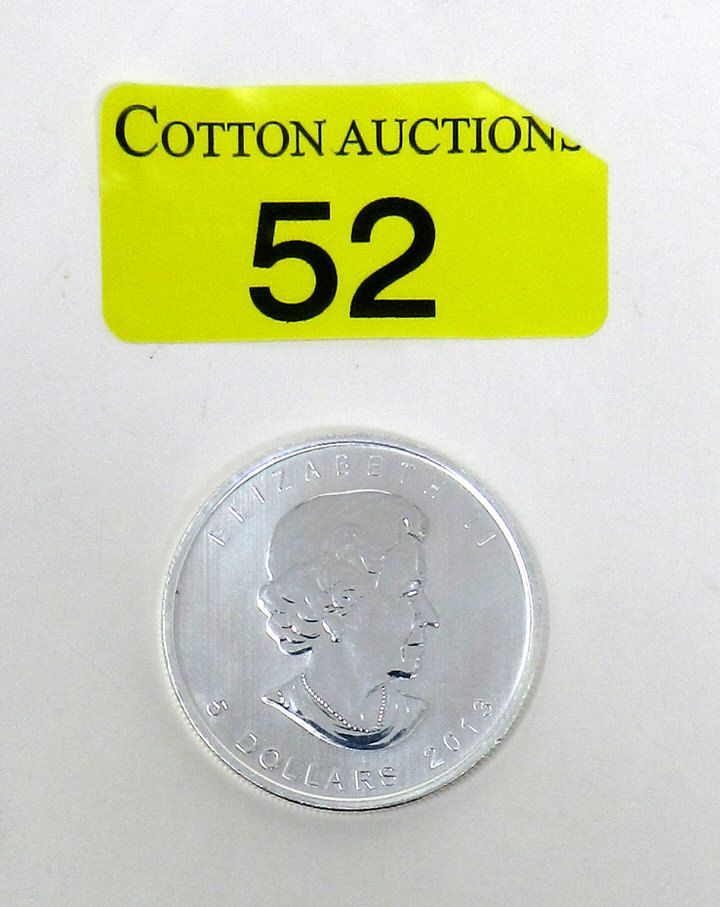 COTTON AUCTIONS
52
ELIZABETH II
5 DOLLARS 2013